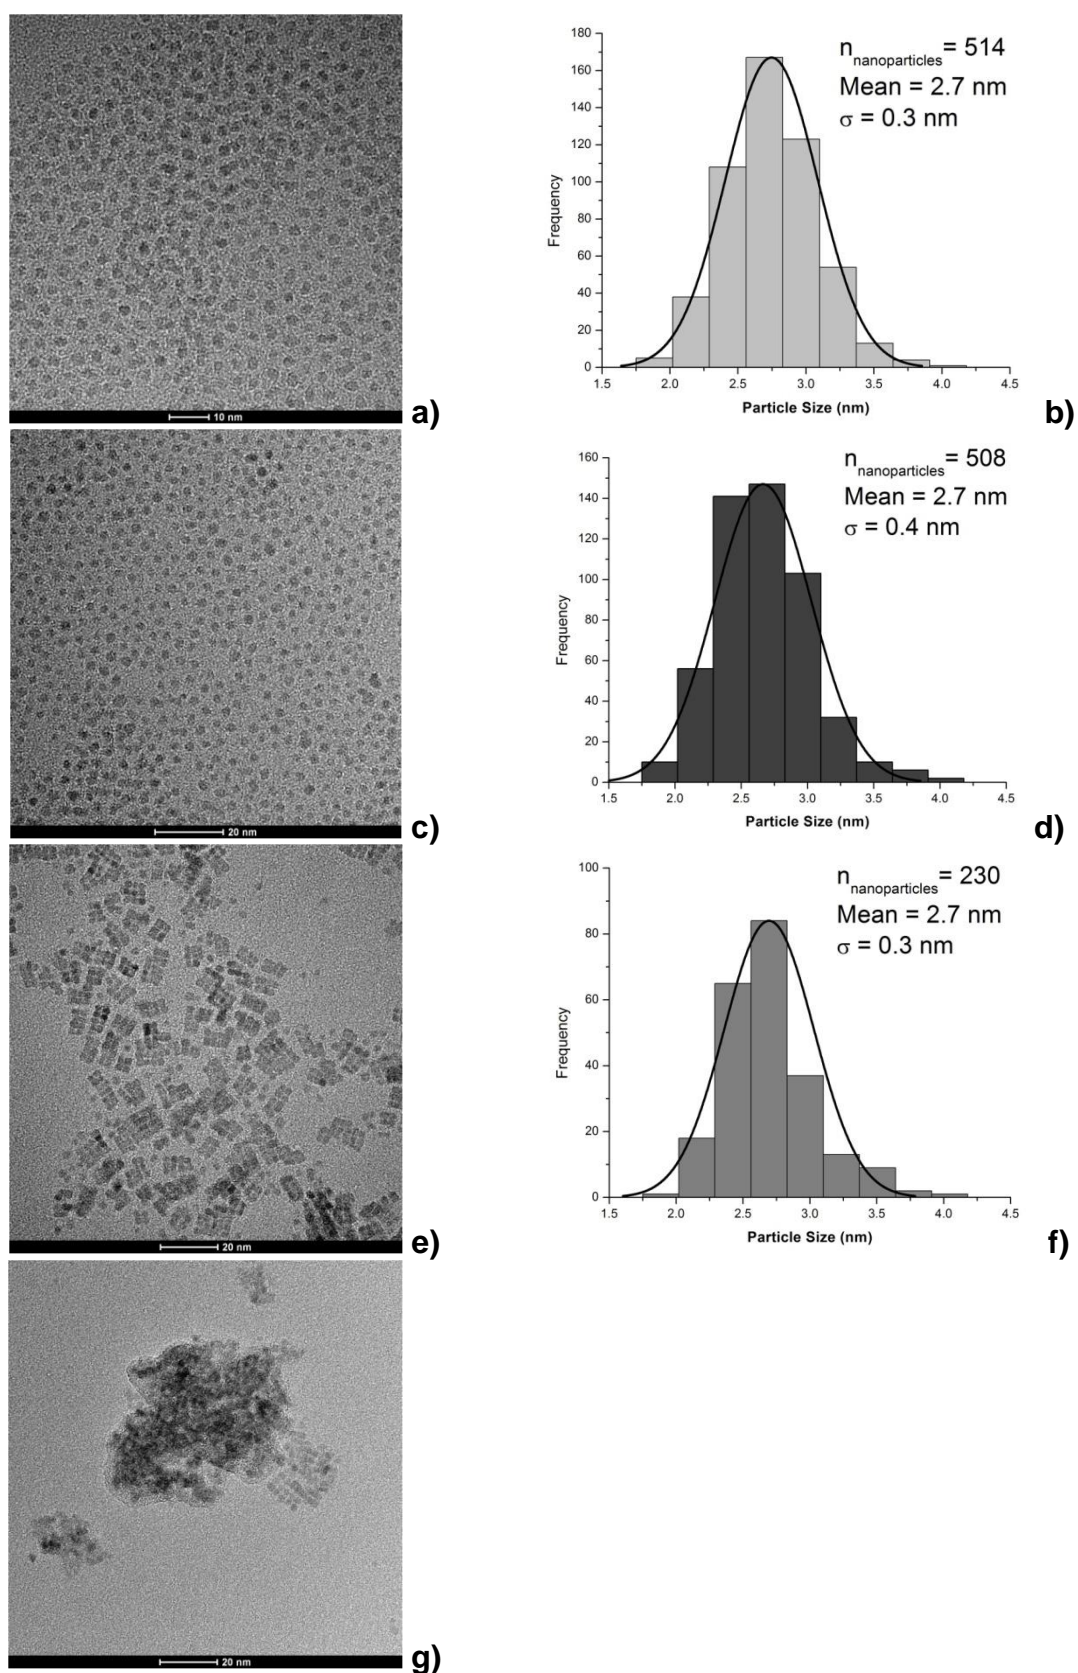 10 nm
a)
180
160
140
120
100
80
60
40
20
0
Frequency
1.5 2.0 2.5 3.0 3.5 4.0 4.5
Particle Size (nm)
n nanoparticles = 514
Mean = 2.7 nm
σ = 0.3 nm
b)
20 nm
c)
160
140
120
100
80
60
40
20
0
Frequency
1.5 2.0 2.5 3.0 3.5 4.0 4.5
Particle Size (nm)
n nanoparticles = 508
Mean = 2.7 nm
σ = 0.4 nm
d)
20 nm
e)
100
80
60
40
20
0
Frequency
1.5 2.0 2.5 3.0 3.5 4.0 4.5
Particle Size (nm)
n nanoparticles = 230
Mean = 2.7 nm
σ = 0.3 nm
f)
20 nm
g)